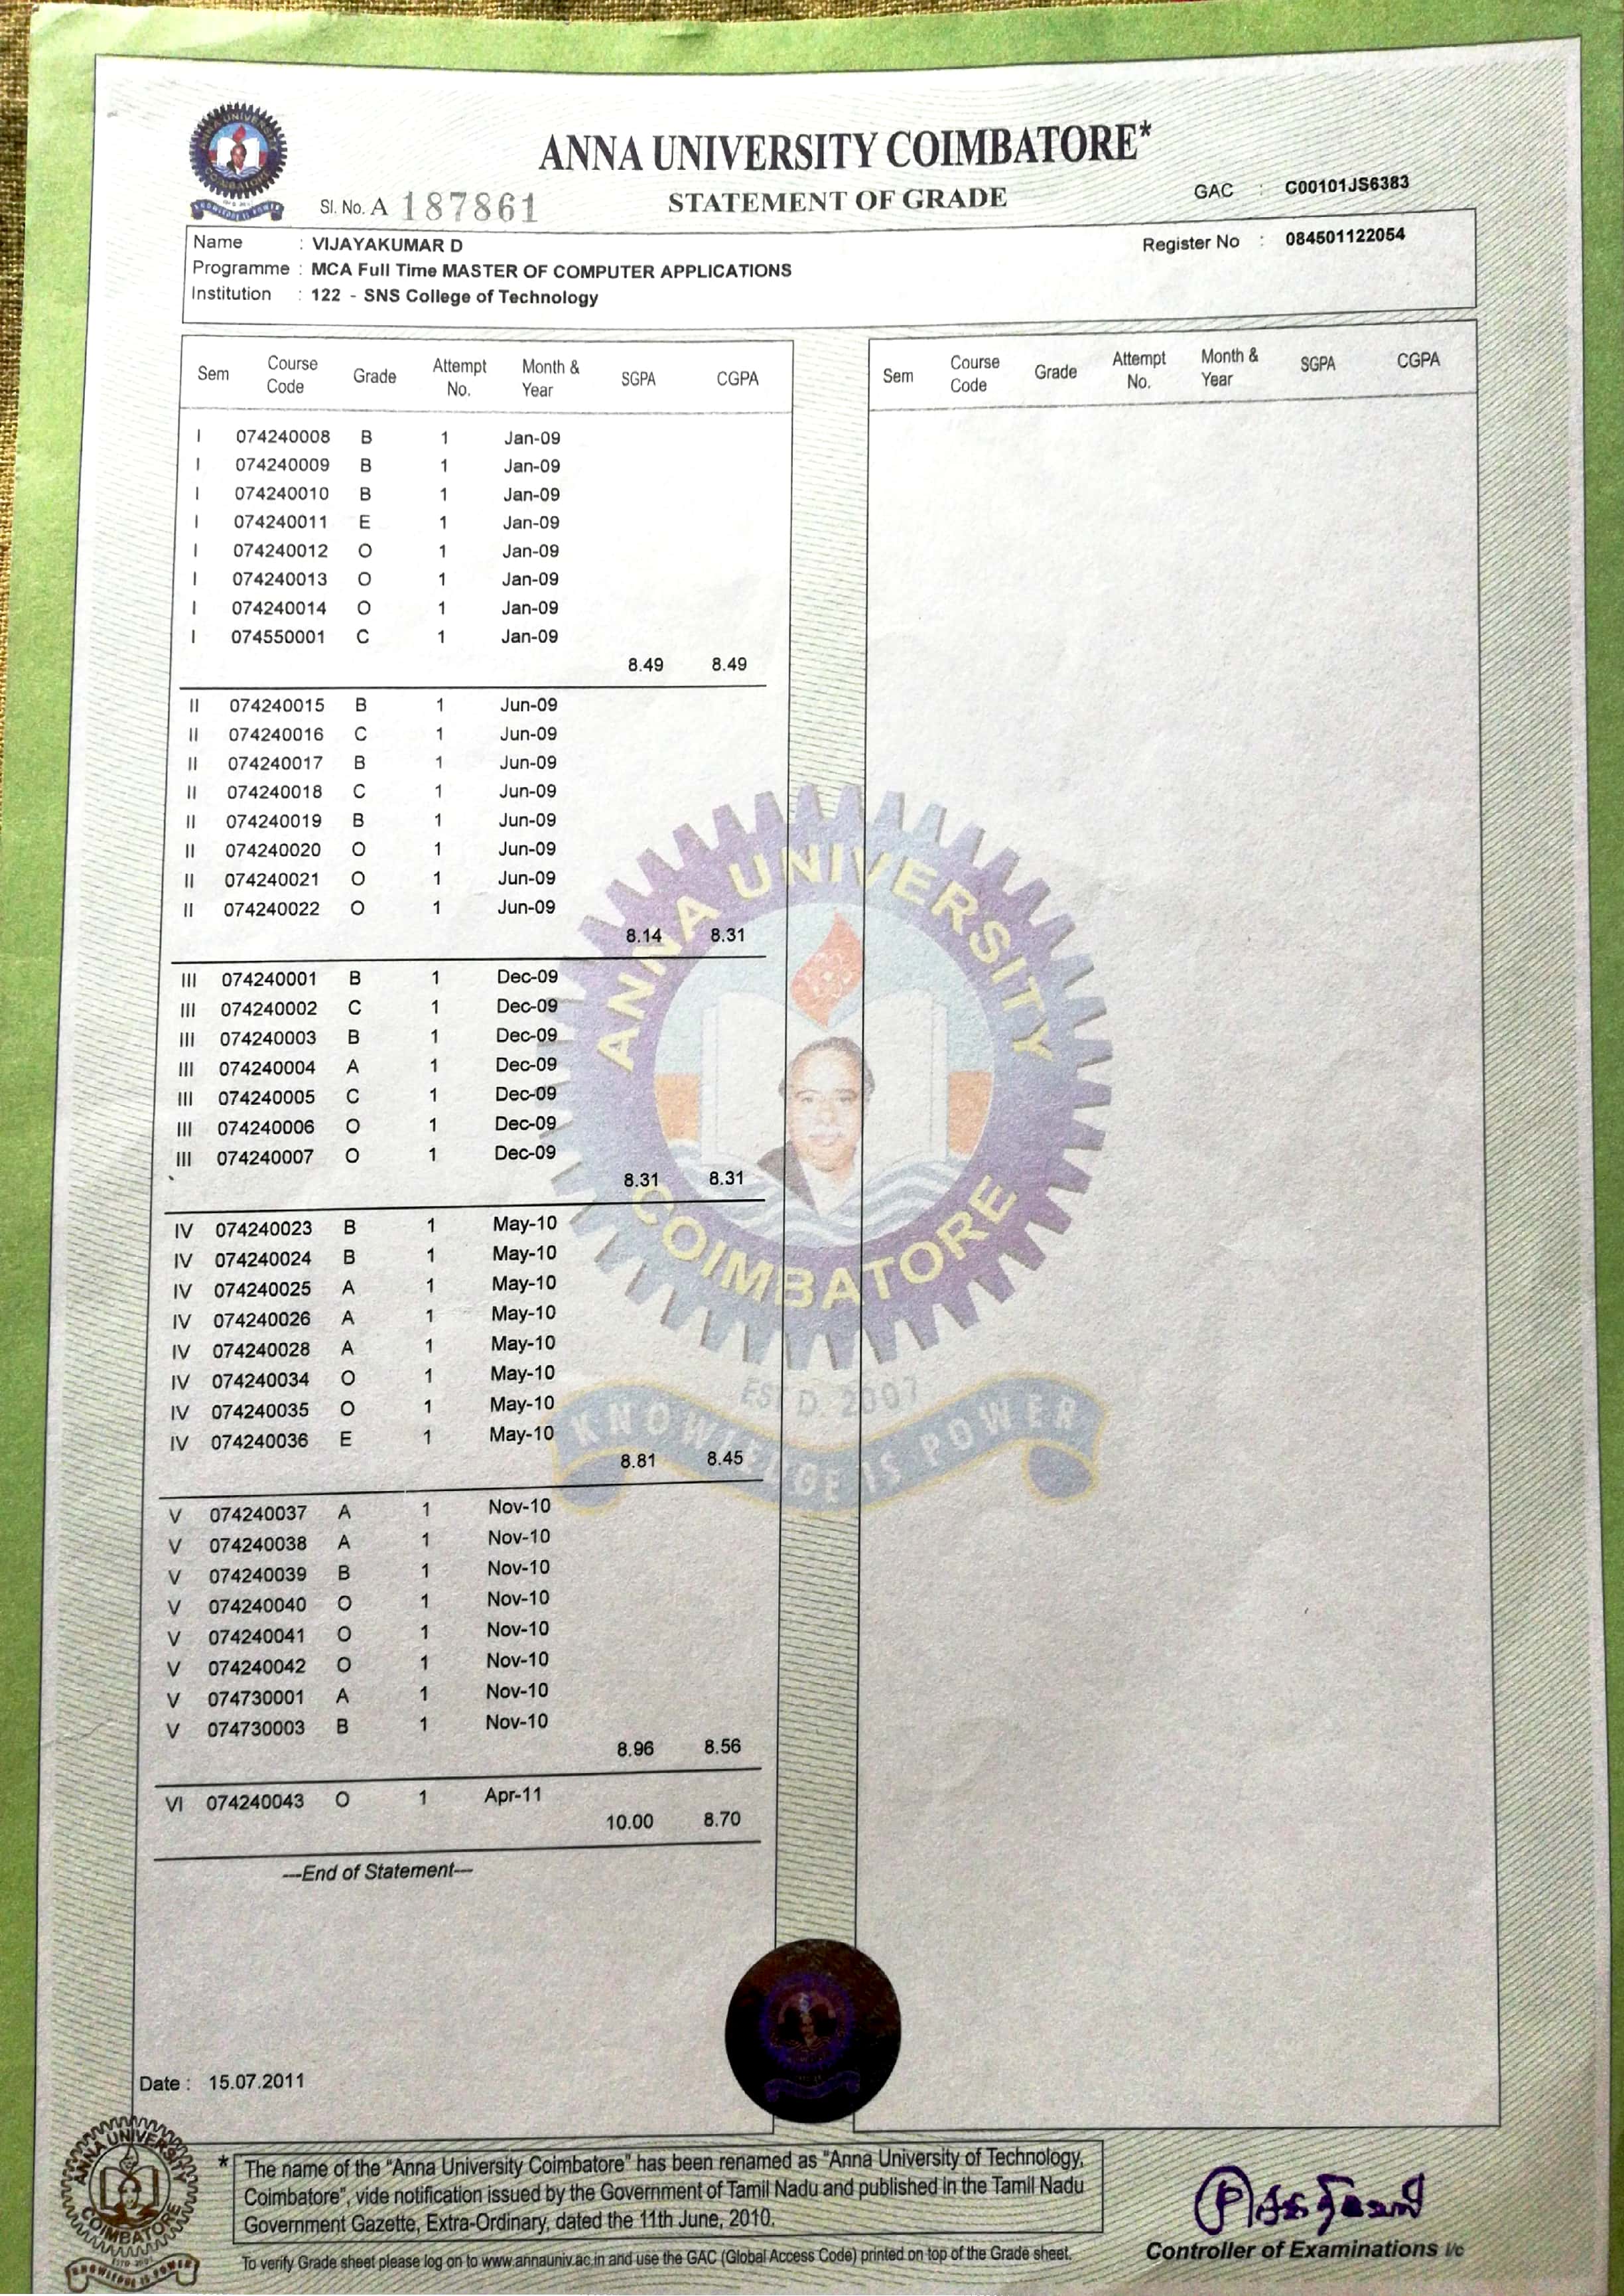 ANNA UNIVERSITY COIMBATORE*
STATEMENT OF GRADE
Sl. No. A 187861
GAC : C00101JS6383
Name : VIJAYAKUMAR D
Register No : 084501122054
Programme : MCA Full Time MASTER OF COMPUTER APPLICATIONS
Institution : 122 - SNS College of Technology
Sem Course Code Grade Attempt No. Month & Year SGPA CGPA
I 074240008 B 1 Jan-09
I 074240009 B 1 Jan-09
I 074240010 B 1 Jan-09
I 074240011 E 1 Jan-09
I 074240012 O 1 Jan-09
I 074240013 O 1 Jan-09
I 074240014 O 1 Jan-09
I 074550001 C 1 Jan-09
8.49 8.49
II 074240015 B 1 Jun-09
II 074240016 C 1 Jun-09
II 074240017 B 1 Jun-09
II 074240018 C 1 Jun-09
II 074240019 B 1 Jun-09
II 074240020 O 1 Jun-09
II 074240021 O 1 Jun-09
II 074240022 O 1 Jun-09
8.14 8.31
III 074240001 B 1 Dec-09
III 074240002 C 1 Dec-09
III 074240003 B 1 Dec-09
III 074240004 A 1 Dec-09
III 074240005 C 1 Dec-09
III 074240006 O 1 Dec-09
III 074240007 O 1 Dec-09
8.31 8.31
IV 074240023 B 1 May-10
IV 074240024 B 1 May-10
IV 074240025 A 1 May-10
IV 074240026 A 1 May-10
IV 074240028 A 1 May-10
IV 074240034 O 1 May-10
IV 074240035 O 1 May-10
IV 074240036 E 1 May-10
8.81 8.45
V 074240037 A 1 Nov-10
V 074240038 A 1 Nov-10
V 074240039 B 1 Nov-10
V 074240040 O 1 Nov-10
V 074240041 O 1 Nov-10
V 074240042 O 1 Nov-10
V 074730001 A 1 Nov-10
V 074730003 B 1 Nov-10
8.96 8.56
VI 074240043 O 1 Apr-11
10.00 8.70
---End of Statement---
Sem Course Code Grade Attempt No. Month & Year SGPA CGPA
ANNA UNIVERSITY
COIMBATORE
ESTD 2007
KNOWLEDGE IS POWER
Date : 15.07.2011
ANNA UNIVERSITY
COIMBATORE
KNOWLEDGE IS POWER
* The name of the "Anna University Coimbatore" has been renamed as "Anna University of Technology,
Coimbatore", vide notification issued by the Government of Tamil Nadu and published in the Tamil Nadu
Government Gazette, Extra-Ordinary, dated the 11th June, 2010.
To verify Grade sheet please log on to www.annauniv.ac.in and use the GAC (Global Access Code) printed on top of the Grade sheet.
Controller of Examinations I/c